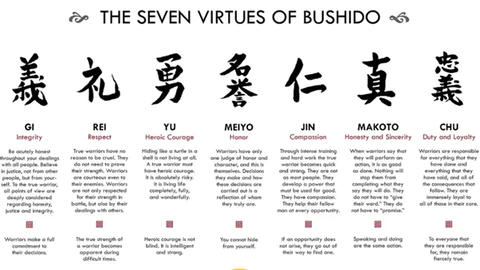 THE SEVEN VIRTUES OF BUSHIDO
義
礼
勇
名誉
仁
真
忠義
GI
Integrity
Be acutely honest
throughout your dealings
with all people. Believe
in justice, not from other
people, but from your-
self. To the true warrior,
all points of view are
deeply considered
regarding honesty,
justice and integrity.
Warriors make a full
commitment to their
decisions.
REI
Respect
True warriors have no
reason to be cruel. They
do not need to prove
their strength. Warriors
are courteous even to
their enemies. Warriors
are not only respected
for their strength in
battle, but also by their
dealings with others.
The true strength of
a warrior becomes
apparent during
difficult times.
YU
Heroic Courage
Hiding like a turtle in a
shell is not living at all.
A true warrior must
have heroic courage.
It is absolutely risky.
It is living life
completely, fully,
and wonderfully.
Heroic courage is not
blind. It is intelligent
and strong.
MEIYO
Honor
Warriors have only
one judge of honor and
character, and this is
themselves. Decisions
they make and how
these decisions are
carried out is a
reflection of whom
they truly are.
You cannot hide
from yourself.
JIN
Compassion
Through intense training
and hard work the true
warrior becomes quick
and strong. They are not
as most people. They
develop a power that
must be used for good.
They have compassion.
They help their fellow
man at every opportunity.
If an opportunity does
not arise, they go out of
their way to find one.
MAKOTO
Honesty and Sincerity
When warriors say that
they will perform an
action, it is as good
as done. Nothing will
stop them from
completing what they
say they will do. They
do not have to "give
their word." They do
not have to "promise."
Speaking and doing
are the same action.
CHU
Duty and Loyalty
Warriors are responsible
for everything that they
have done and
everything that they
have said, and all of
the consequences that
follow. They are
immensely loyal to
all of those in their care.
To everyone that they
are responsible
for, they remain
fiercely true.